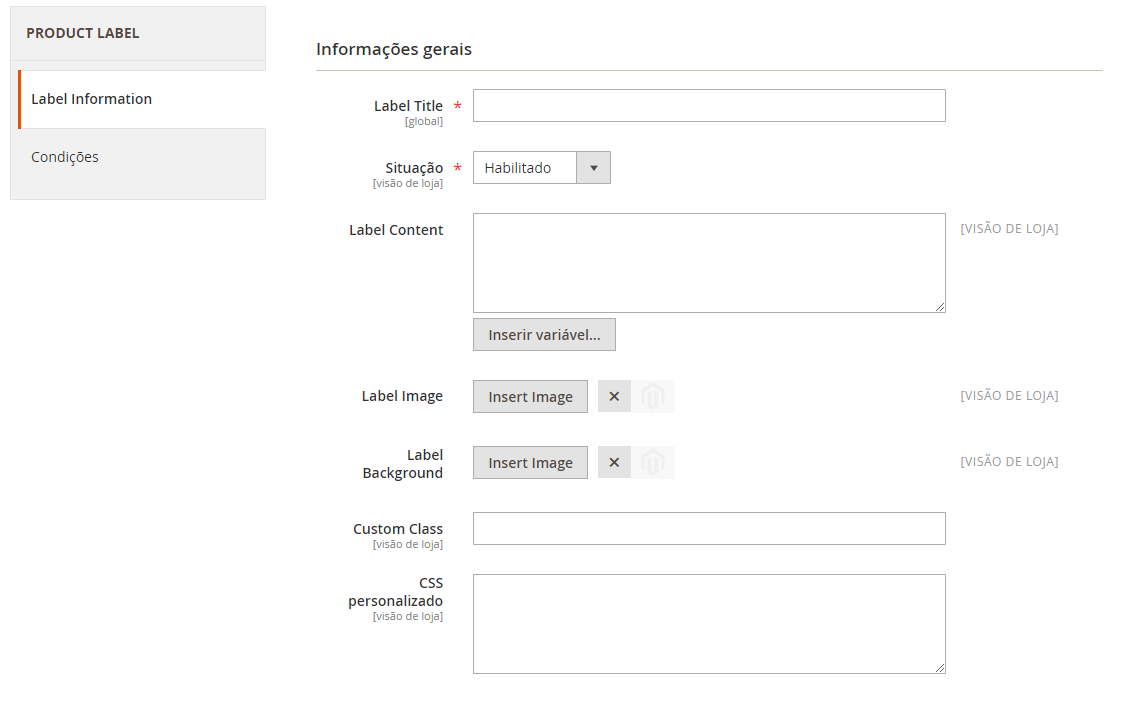 PRODUCT LABEL
Label Information
Condições
Informações gerais
Label Title *
[global]
Situação * Habilitado
[visão de loja]
Label Content [VISÃO DE LOJA]
Inserir variável...
Label Image Insert Image [VISÃO DE LOJA]
Label
Background Insert Image [VISÃO DE LOJA]
Custom Class
[visão de loja]
CSS
personalizado
[visão de loja]